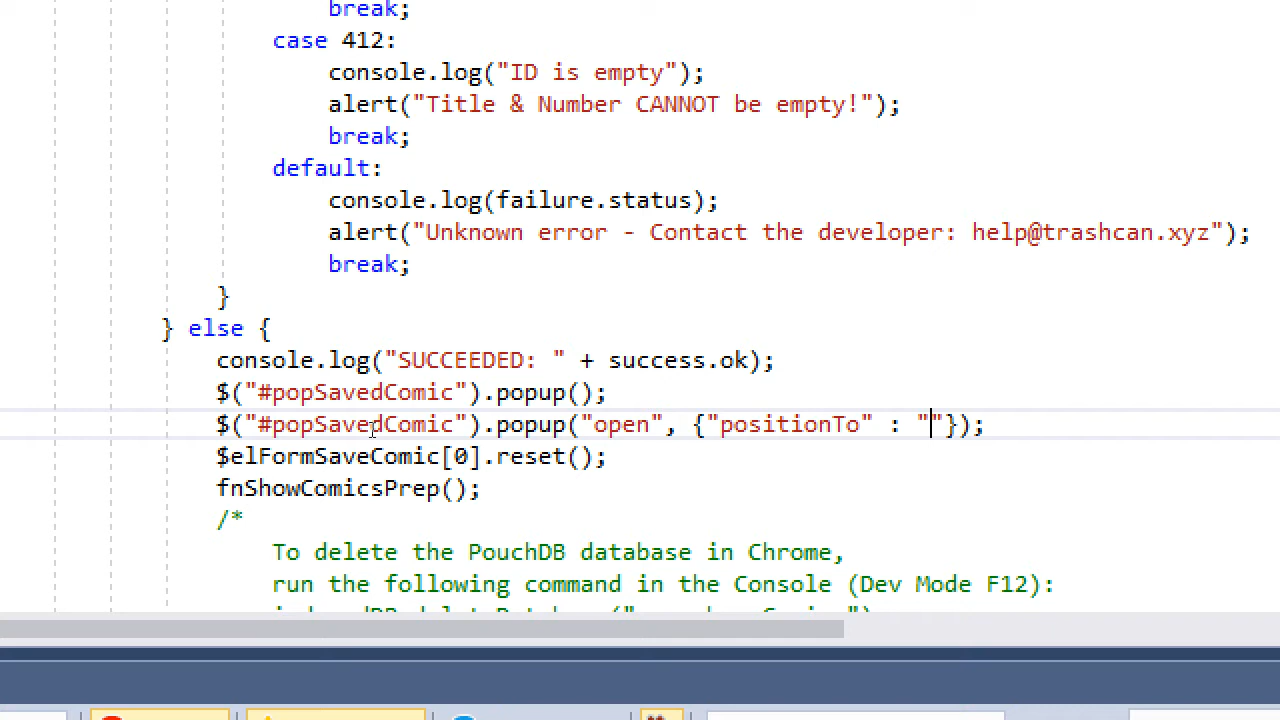 break;
case 412:
console.log("ID is empty");
alert("Title & Number CANNOT be empty!");
break;
default:
console.log(failure.status);
alert("Unknown error - Contact the developer: help@trashcan.xyz");
break;
}
} else {
console.log("SUCCEEDED: " + success.ok);
$("#popSavedComic").popup();
$("#popSavedComic").popup("open", {"positionTo" : ""});
$elFormSaveComic[0].reset();
fnShowComicsPrep();
/*
To delete the PouchDB database in Chrome,
run the following command in the Console (Dev Mode F12):